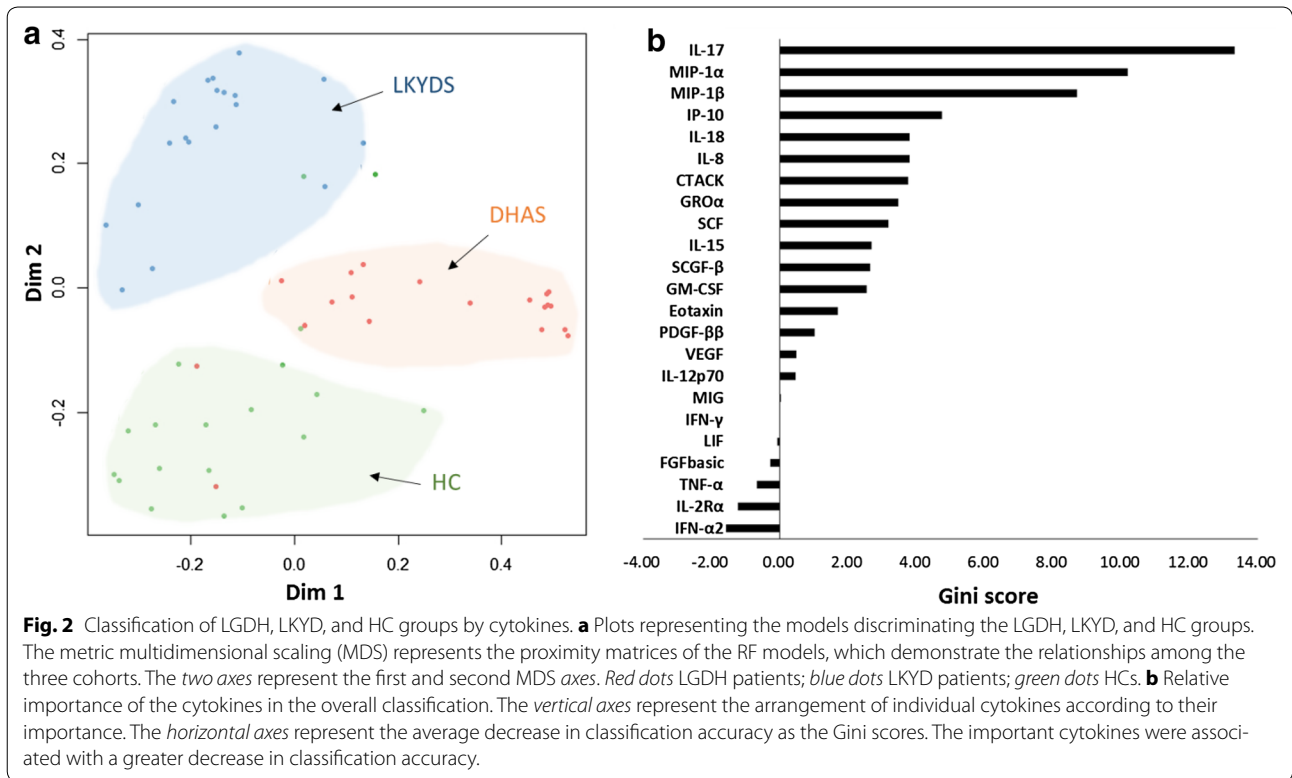 a
0.4
0.2
0.0
-0.2
Dim 2
LKYDS
DHAS
HC
-0.2 0.0 0.2 0.4
Dim 1
b
IL-17
MIP-1α
MIP-1β
IP-10
IL-18
IL-8
CTACK
GROα
SCF
IL-15
SCGF-β
GM-CSF
Eotaxin
PDGF-ββ
VEGF
IL-12p70
MIG
IFN-γ
LIF
FGFbasic
TNF-α
IL-2Rα
IFN-α2
-4.00 -2.00 0.00 2.00 4.00 6.00 8.00 10.00 12.00 14.00
Gini score
Fig. 2 Classification of LGDH, LKYD, and HC groups by cytokines. a Plots representing the models discriminating the LGDH, LKYD, and HC groups.
The metric multidimensional scaling (MDS) represents the proximity matrices of the RF models, which demonstrate the relationships among the
three cohorts. The two axes represent the first and second MDS axes. Red dots LGDH patients; blue dots LKYD patients; green dots HCs. b Relative
importance of the cytokines in the overall classification. The vertical axes represent the arrangement of individual cytokines according to their
importance. The horizontal axes represent the average decrease in classification accuracy as the Gini scores. The important cytokines were associ-
ated with a greater decrease in classification accuracy.